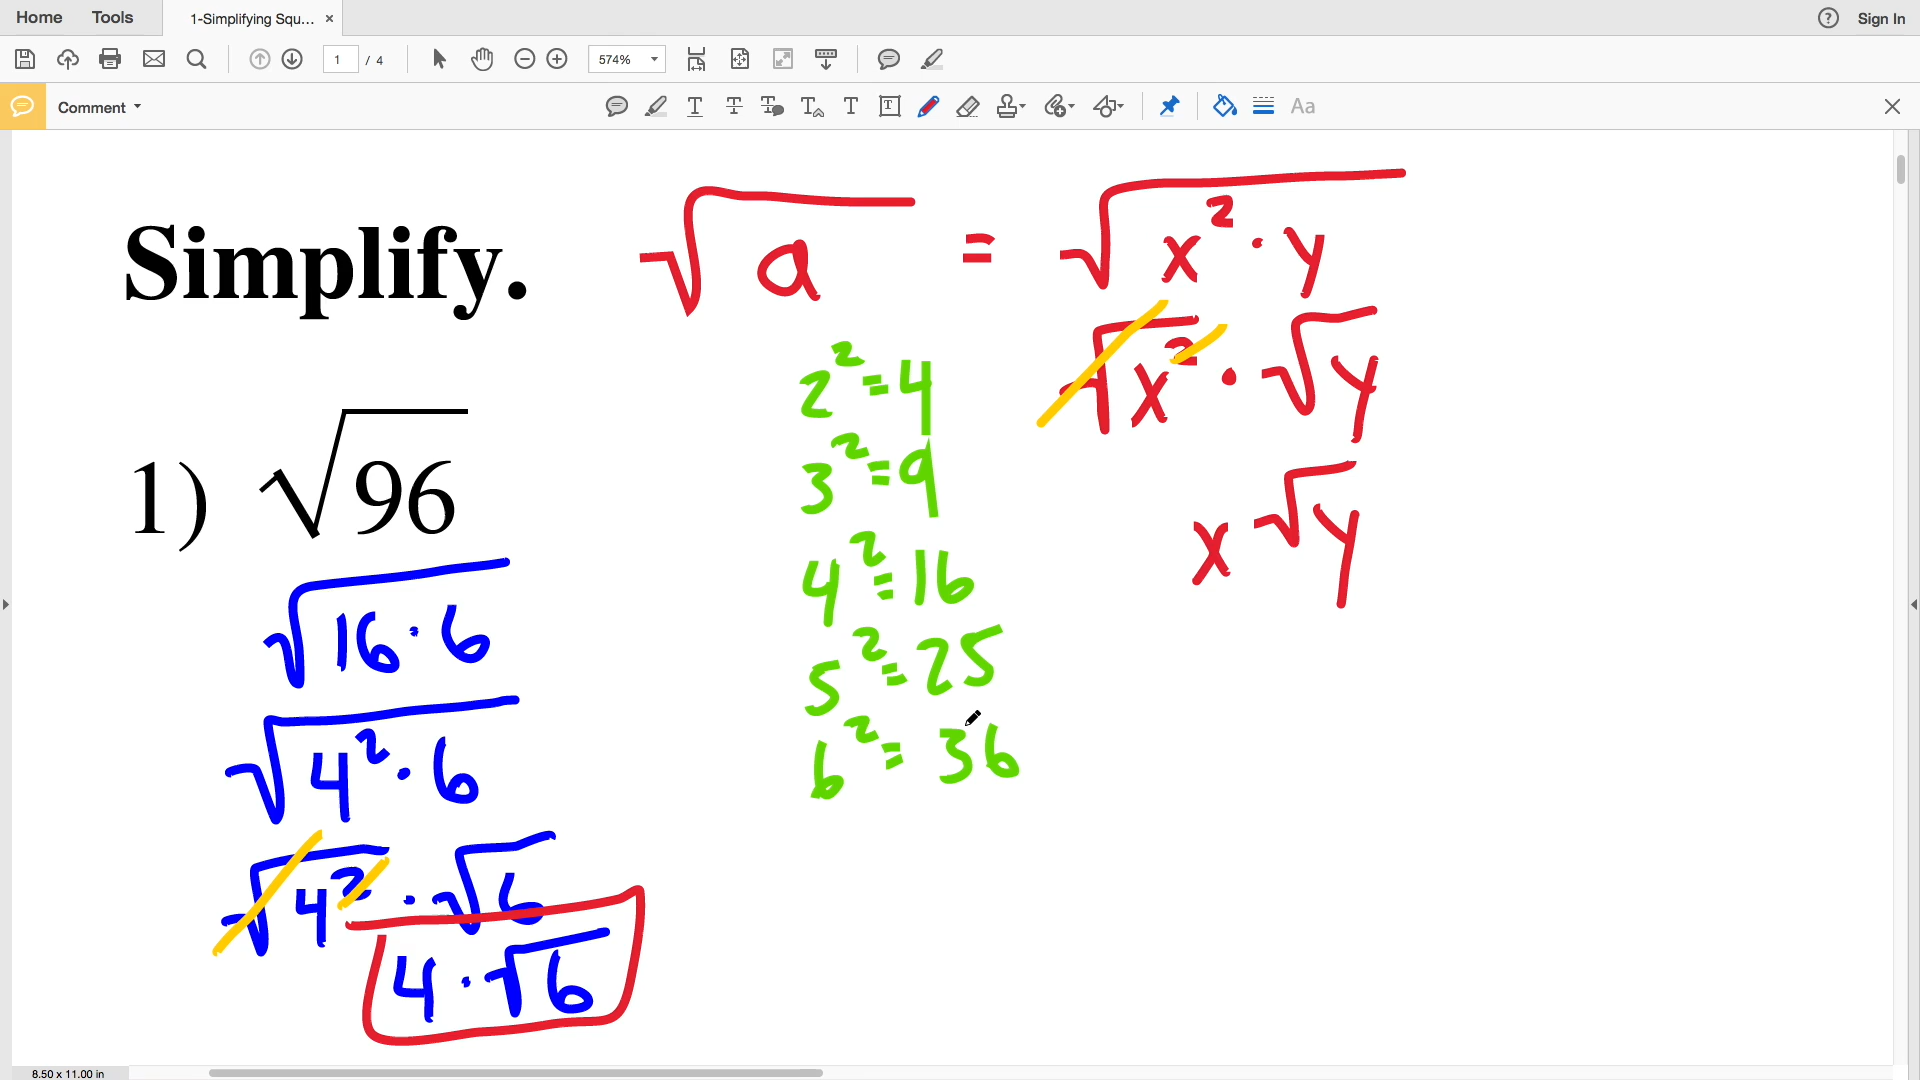 Home Tools 1-Simplifying Squ... × ? Sign In
1 / 4 574%
Comment Aa
Simplify.
√a = √(x² · y)
√x² · √y
x√y
2² = 4
3² = 9
4² = 16
5² = 25
6² = 36
1) √96
√(16 · 6)
√(4² · 6)
√4² · √6
4 · √6
8.50 x 11.00 in